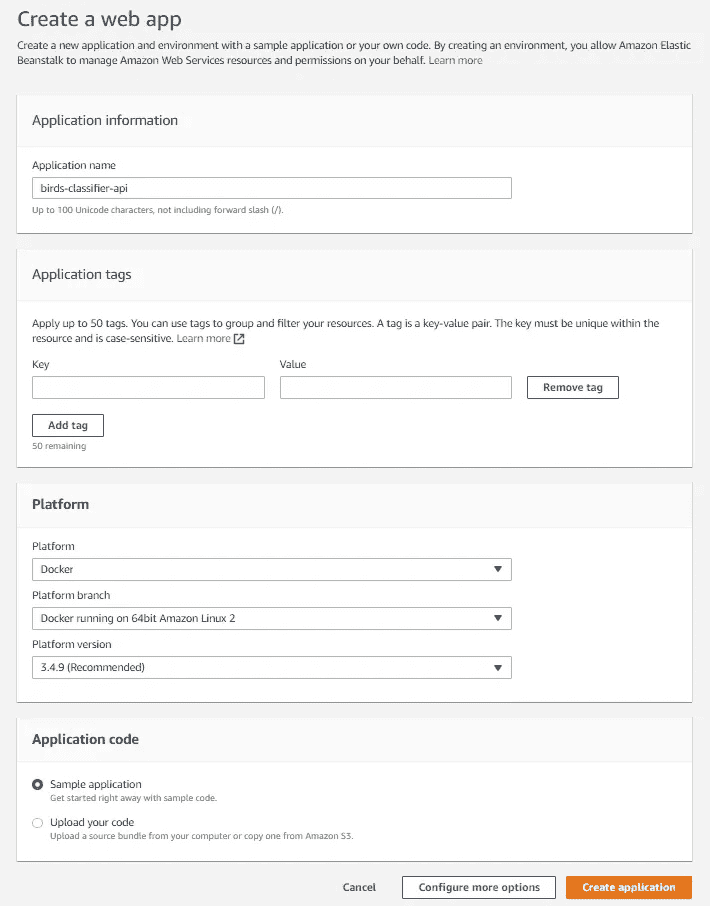 Create a web app
Create a new application and environment with a sample application or your own code. By creating an environment, you allow Amazon Elastic
Beanstalk to manage Amazon Web Services resources and permissions on your behalf. Learn more
Application information
Application name
birds-classifier-api
Up to 100 Unicode characters, not including forward slash (/).
Application tags
Apply up to 50 tags. You can use tags to group and filter your resources. A tag is a key-value pair. The key must be unique within the
resource and is case-sensitive. Learn more
Key Value
Remove tag
Add tag
50 remaining
Platform
Platform
Docker
Platform branch
Docker running on 64bit Amazon Linux 2
Platform version
3.4.9 (Recommended)
Application code
Sample application
Get started right away with sample code.
Upload your code
Upload a source bundle from your computer or copy one from Amazon S3.
Cancel Configure more options Create application